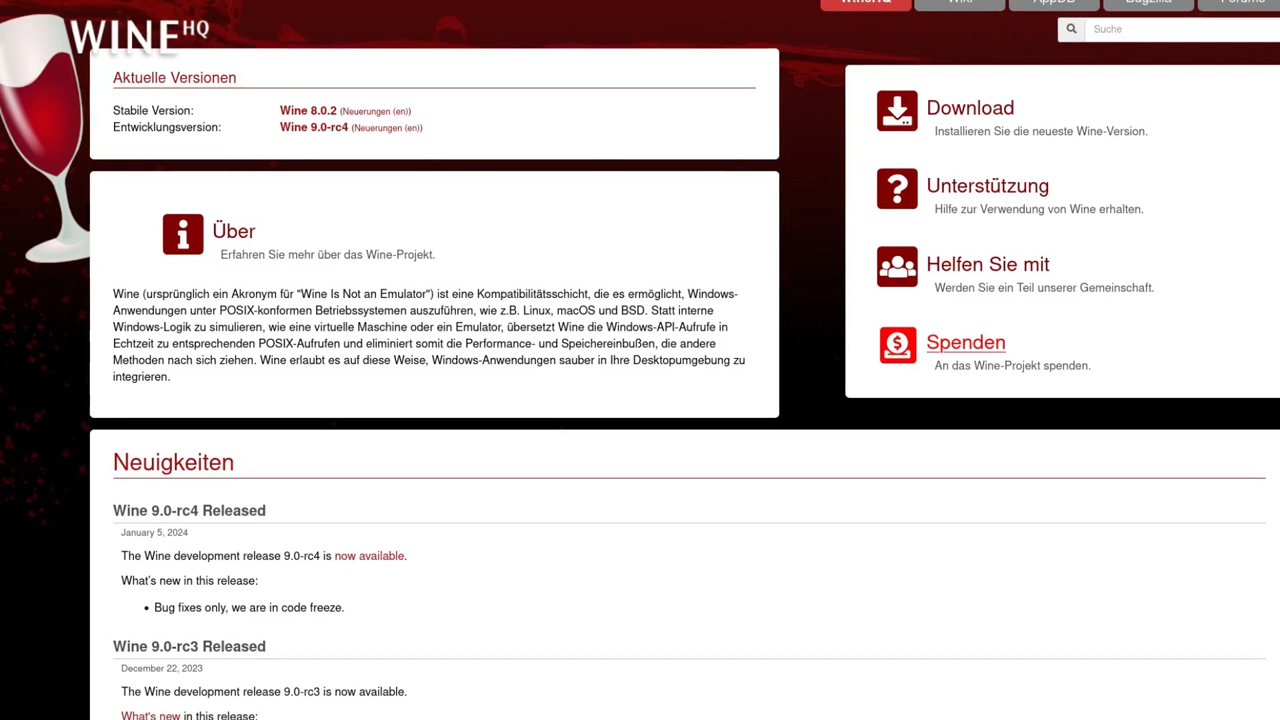 WineHQ
Wiki
AppDB
Bugzilla
Forums
WINE HQ
Suche
Aktuelle Versionen
Stabile Version: Wine 8.0.2 (Neuerungen (en))
Entwicklungsversion: Wine 9.0-rc4 (Neuerungen (en))
Über
Erfahren Sie mehr über das Wine-Projekt.
Wine (ursprünglich ein Akronym für "Wine Is Not an Emulator") ist eine Kompatibilitätsschicht, die es ermöglicht, Windows-
Anwendungen unter POSIX-konformen Betriebssystemen auszuführen, wie z.B. Linux, macOS und BSD. Statt interne
Windows-Logik zu simulieren, wie eine virtuelle Maschine oder ein Emulator, übersetzt Wine die Windows-API-Aufrufe in
Echtzeit zu entsprechenden POSIX-Aufrufen und eliminiert somit die Performance- und Speichereinbußen, die andere
Methoden nach sich ziehen. Wine erlaubt es auf diese Weise, Windows-Anwendungen sauber in Ihre Desktopumgebung zu
integrieren.
Download
Installieren Sie die neueste Wine-Version.
Unterstützung
Hilfe zur Verwendung von Wine erhalten.
Helfen Sie mit
Werden Sie ein Teil unserer Gemeinschaft.
Spenden
An das Wine-Projekt spenden.
Neuigkeiten
Wine 9.0-rc4 Released
January 5, 2024
The Wine development release 9.0-rc4 is now available.
What's new in this release:
• Bug fixes only, we are in code freeze.
Wine 9.0-rc3 Released
December 22, 2023
The Wine development release 9.0-rc3 is now available.
What's new in this release: